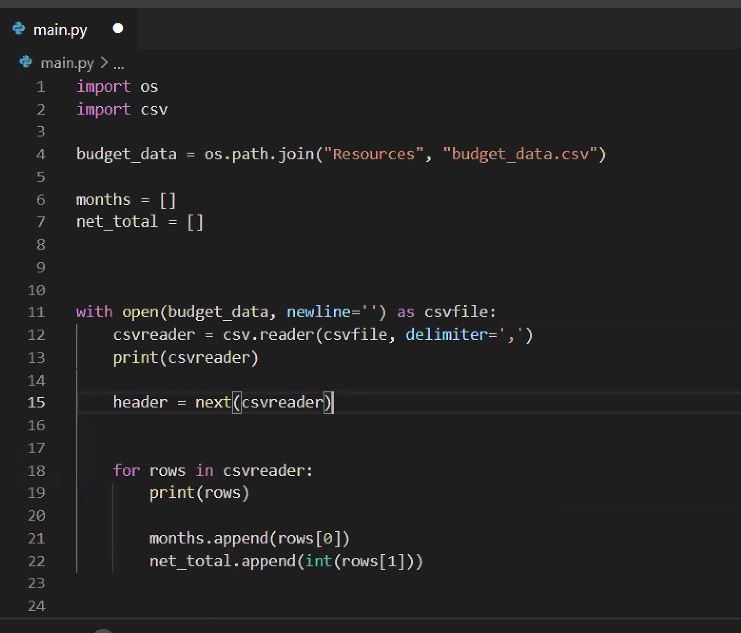 main.py
main.py > ...
1 import os
2 import csv
3
4 budget_data = os.path.join("Resources", "budget_data.csv")
5
6 months = []
7 net_total = []
8
9
10
11 with open(budget_data, newline='') as csvfile:
12     csvreader = csv.reader(csvfile, delimiter=',')
13     print(csvreader)
14
15     header = next(csvreader)
16
17
18     for rows in csvreader:
19         print(rows)
20
21         months.append(rows[0])
22         net_total.append(int(rows[1]))
23
24